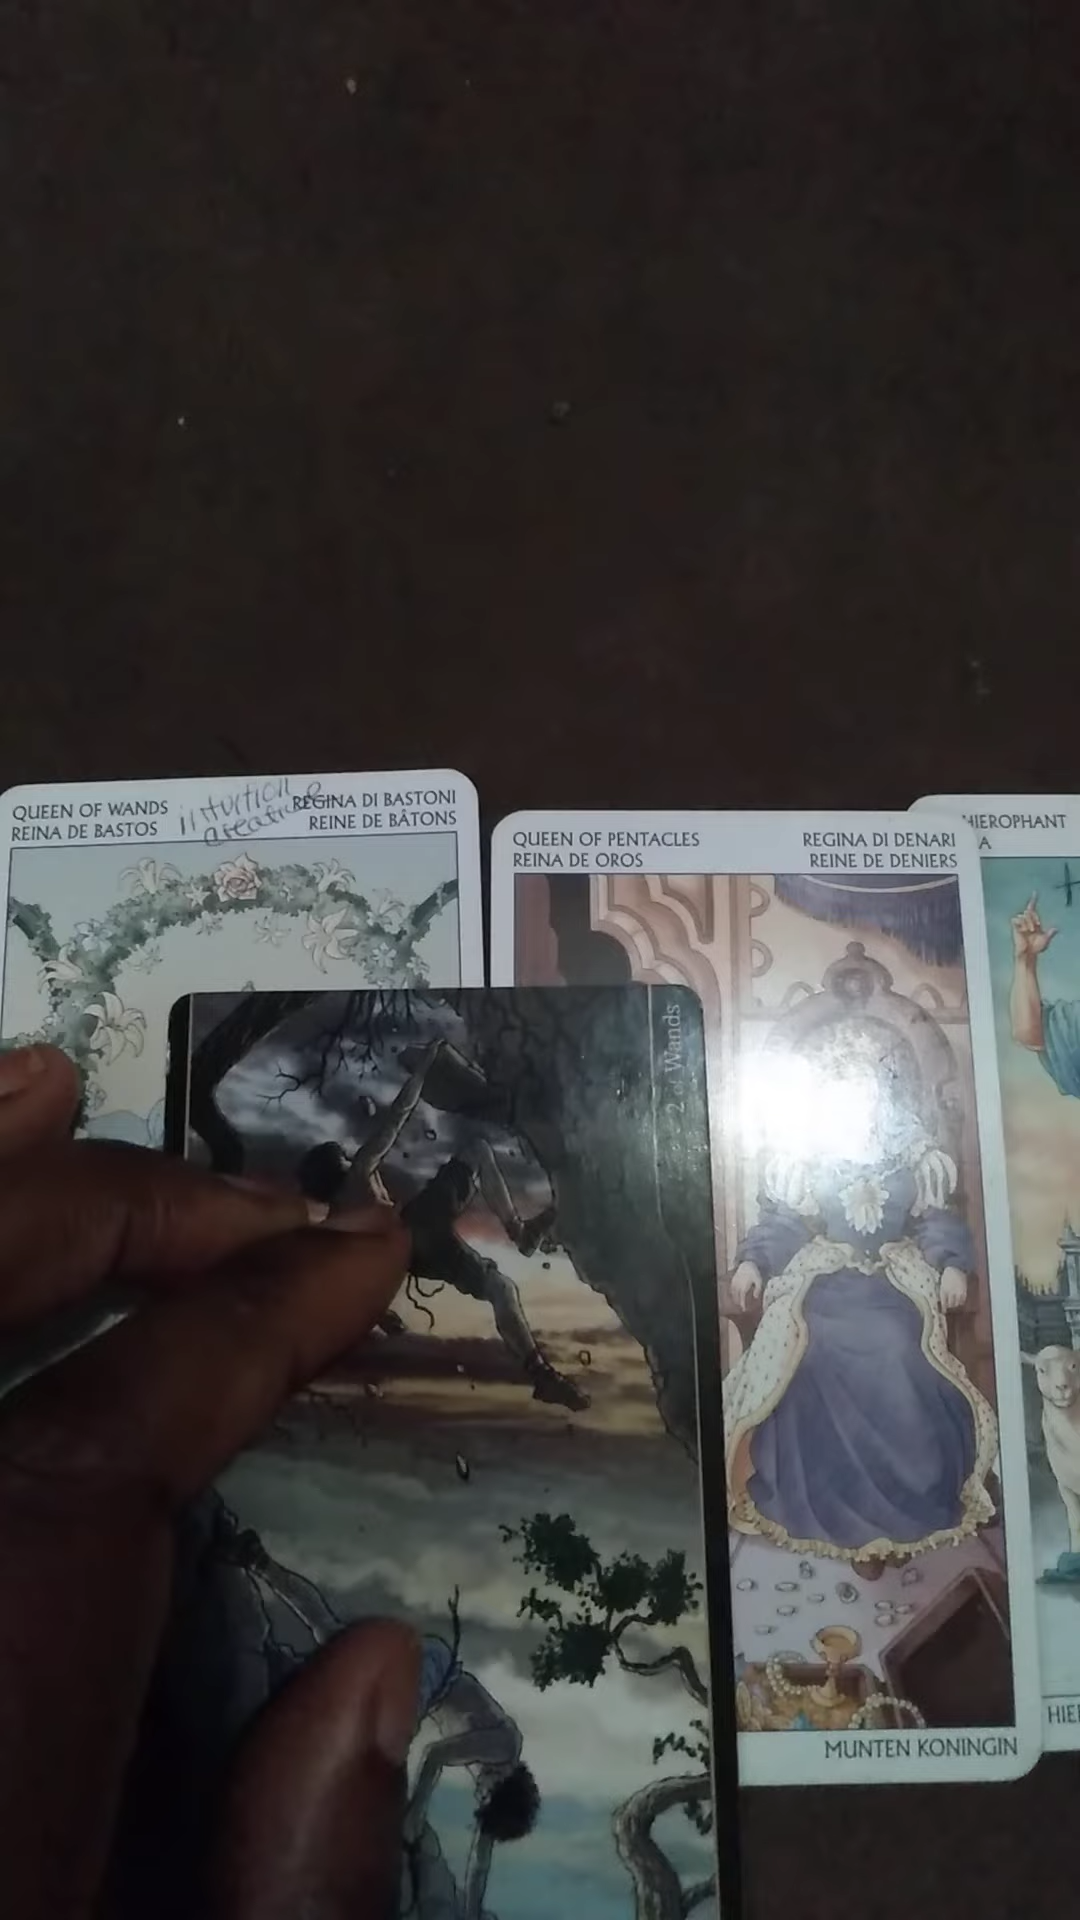 QUEEN OF WANDS
REINA DE BASTOS
intuition
creative
REGINA DI BASTONI
REINE DE BÂTONS
QUEEN OF PENTACLES
REINA DE OROS
REGINA DI DENARI
REINE DE DENIERS
HIEROPHANT
A
2 of Wands
MUNTEN KONINGIN
HIE